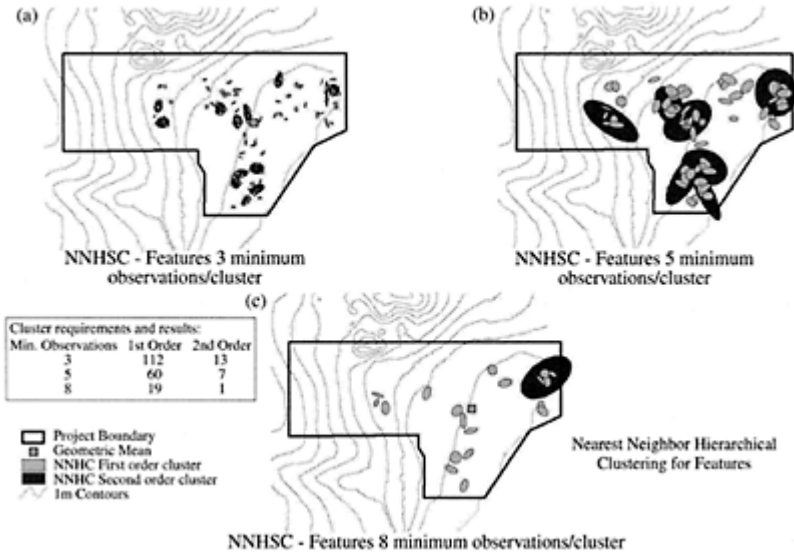 (a)
(b)
NNHSC - Features 3 minimum
observations/cluster
NNHSC - Features 5 minimum
observations/cluster
(c)
Cluster requirements and results:
Min. Observations 1st Order 2nd Order
3 112 13
5 60 7
8 19 1
Project Boundary
Geometric Mean
NNHC First order cluster
NNHC Second order cluster
1m Contours
Nearest Neighbor Hierarchical
Clustering for Features
NNHSC - Features 8 minimum observations/cluster